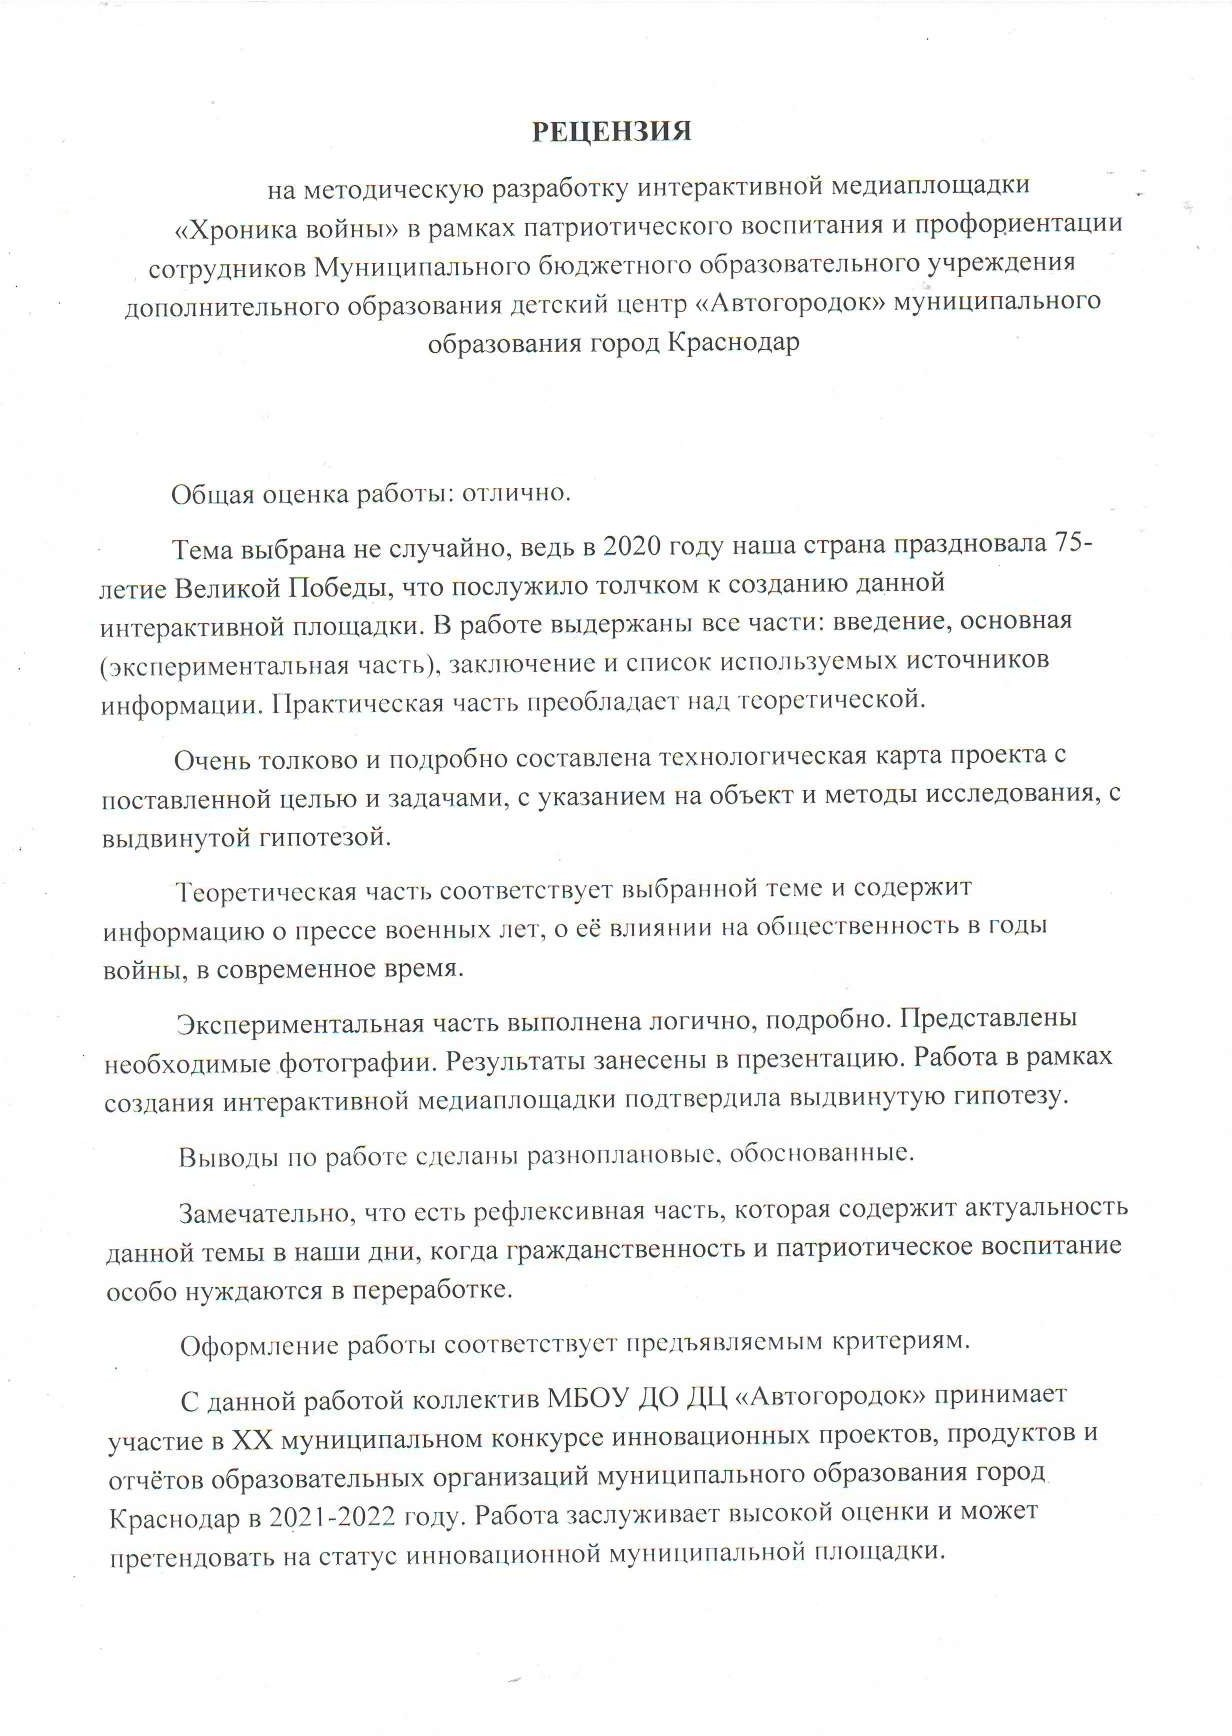 РЕЦЕНЗИЯ
на методическую разработку интерактивной медиаплощадки
«Хроника войны» в рамках патриотического воспитания и профориентации
сотрудников Муниципального бюджетного образовательного учреждения
дополнительного образования детский центр «Автогородок» муниципального
образования город Краснодар
Общая оценка работы: отлично.
Тема выбрана не случайно, ведь в 2020 году наша страна праздновала 75-
летие Великой Победы, что послужило толчком к созданию данной
интерактивной площадки. В работе выдержаны все части: введение, основная
(экспериментальная часть), заключение и список используемых источников
информации. Практическая часть преобладает над теоретической.
Очень толково и подробно составлена технологическая карта проекта с
поставленной целью и задачами, с указанием на объект и методы исследования, с
выдвинутой гипотезой.
Теоретическая часть соответствует выбранной теме и содержит
информацию о прессе военных лет, о её влиянии на общественность в годы
войны, в современное время.
Экспериментальная часть выполнена логично, подробно. Представлены
необходимые фотографии. Результаты занесены в презентацию. Работа в рамках
создания интерактивной медиаплощадки подтвердила выдвинутую гипотезу.
Выводы по работе сделаны разноплановые, обоснованные.
Замечательно, что есть рефлексивная часть, которая содержит актуальность
данной темы в наши дни, когда гражданственность и патриотическое воспитание
особо нуждаются в переработке.
Оформление работы соответствует предъявляемым критериям.
С данной работой коллектив МБОУ ДО ДЦ «Автогородок» принимает
участие в XX муниципальном конкурсе инновационных проектов, продуктов и
отчётов образовательных организаций муниципального образования город
Краснодар в 2021-2022 году. Работа заслуживает высокой оценки и может
претендовать на статус инновационной муниципальной площадки.